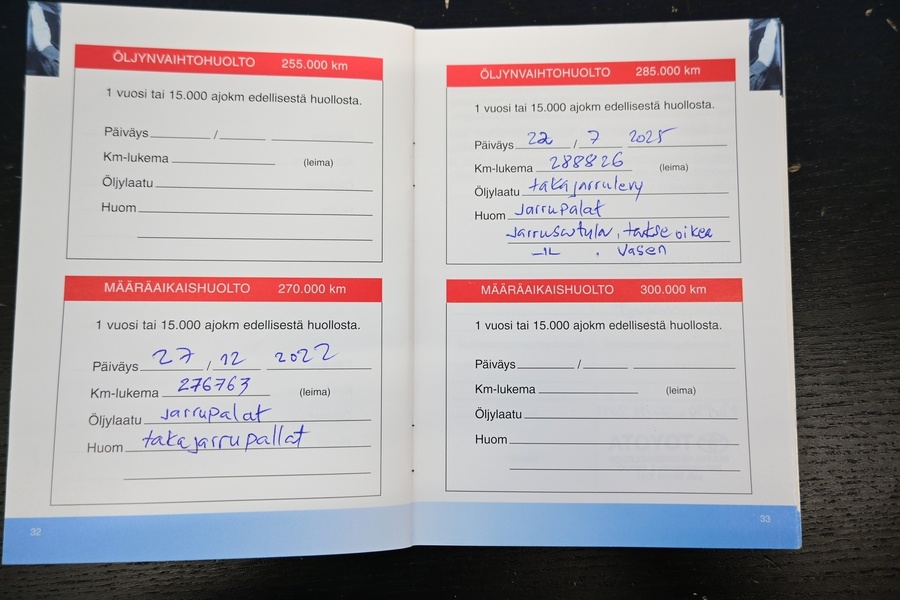 ÖLJYNVAIHTOHUOLTO 255.000 km
1 vuosi tai 15.000 ajokm edellisestä huollosta.
Päiväys / 
Km-lukema (leima)
Öljylaatu
Huom
MÄÄRÄAIKAISHUOLTO 270.000 km
1 vuosi tai 15.000 ajokm edellisestä huollosta.
Päiväys 27 / 12 2022
Km-lukema 276763 (leima)
Öljylaatu jarrupalat
Huom takajarrupallat
32
ÖLJYNVAIHTOHUOLTO 285.000 km
1 vuosi tai 15.000 ajokm edellisestä huollosta.
Päiväys 22 / 7 2025
Km-lukema 288826 (leima)
Öljylaatu takajarrulevy
Huom jarrupalat
jarrusatula, oikea
vasen
MÄÄRÄAIKAISHUOLTO 300.000 km
1 vuosi tai 15.000 ajokm edellisestä huollosta.
Päiväys /
Km-lukema (leima)
Öljylaatu
Huom
33